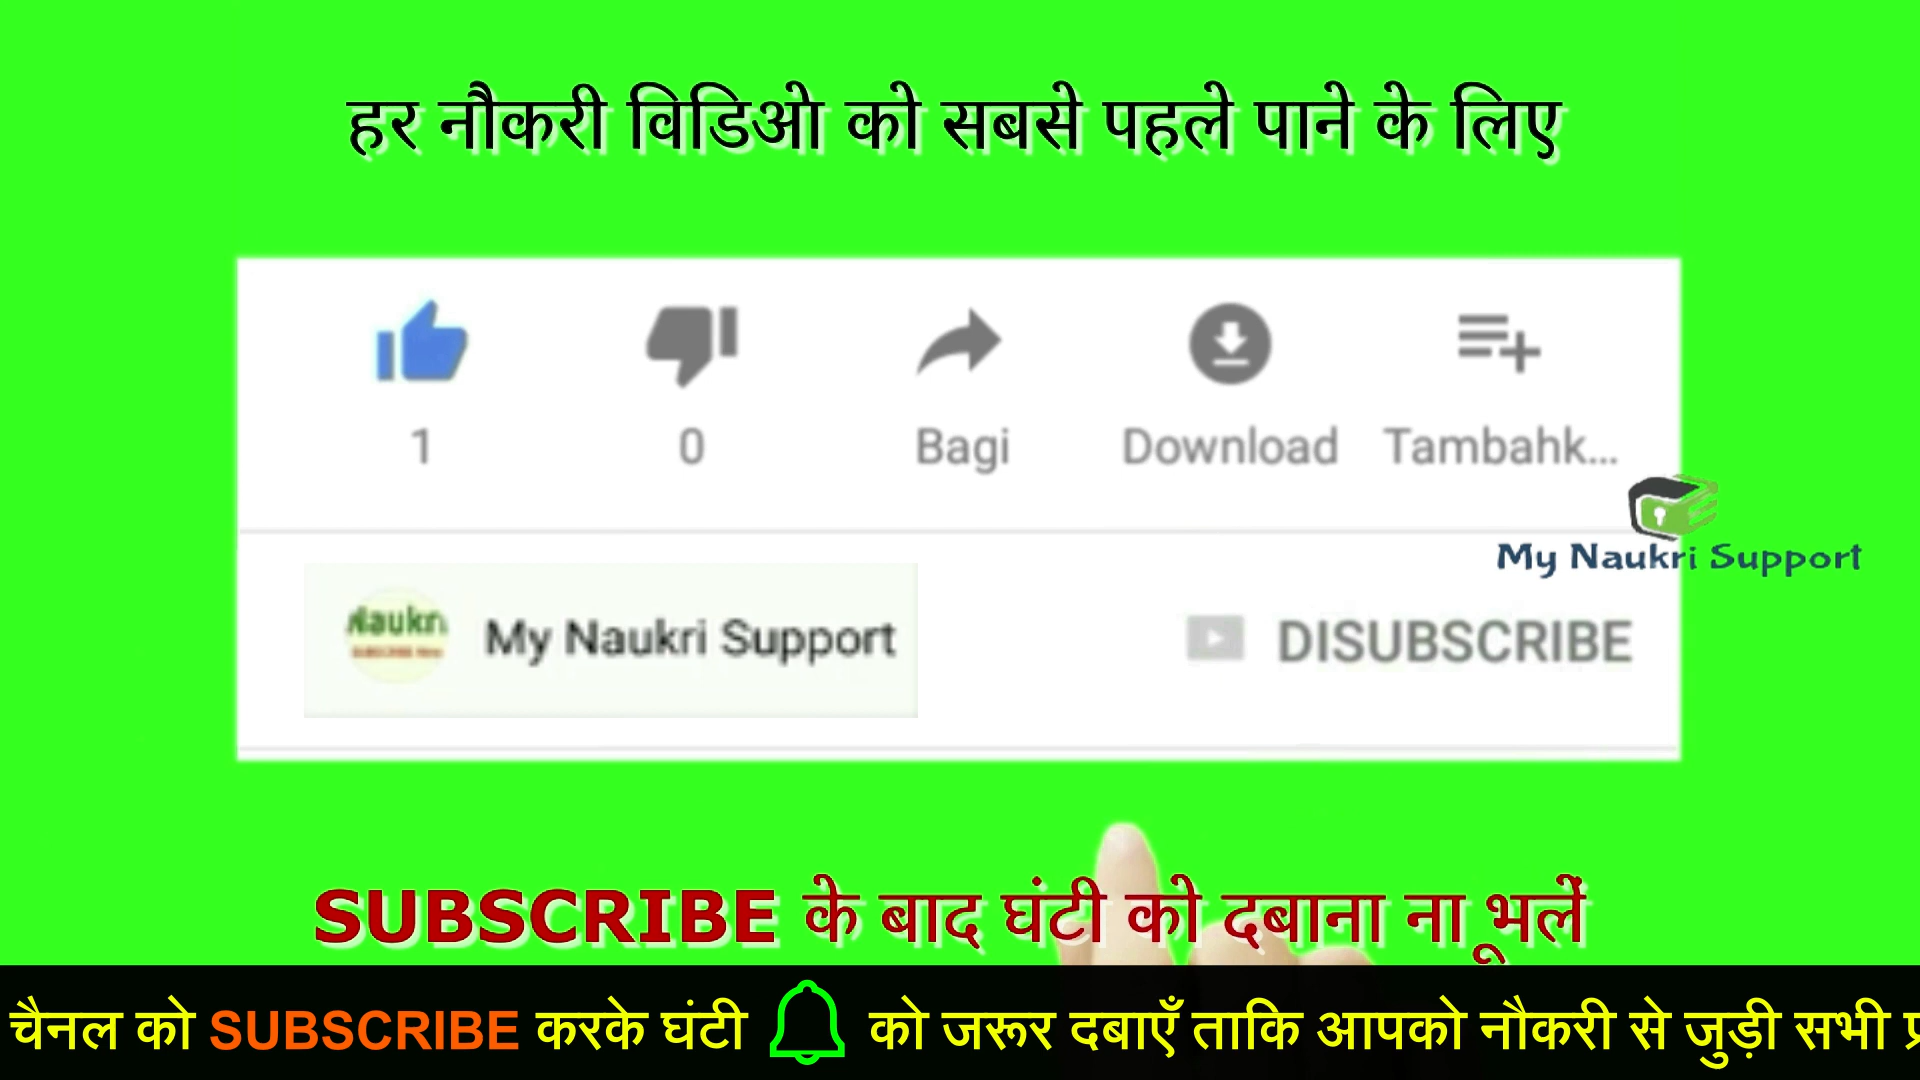 हर नौकरी विडिओ को सबसे पहले पाने के लिए
1 0 Bagi Download Tambahk...
My Naukri Support
Naukri
My Naukri Support DISUBSCRIBE
SUBSCRIBE के बाद घंटी को दबाना ना भूलें
चैनल को SUBSCRIBE करके घंटी को जरूर दबाएँ ताकि आपको नौकरी से जुड़ी सभी